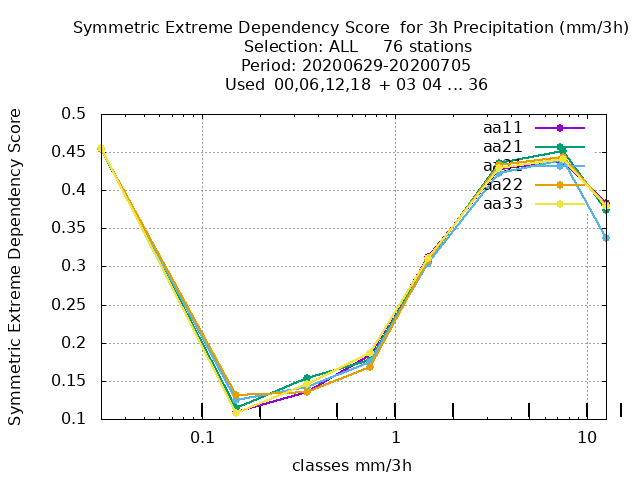 Symmetric Extreme Dependency Score  for 3h Precipitation (mm/3h)
Selection: ALL     76 stations
Period: 20200629-20200705
Used  00,06,12,18 + 03 04 ... 36
Symmetric Extreme Dependency Score
0.5
0.45
0.4
0.35
0.3
0.25
0.2
0.15
0.1
aa11
aa21
aa22
aa33
0.1
1
10
classes mm/3h